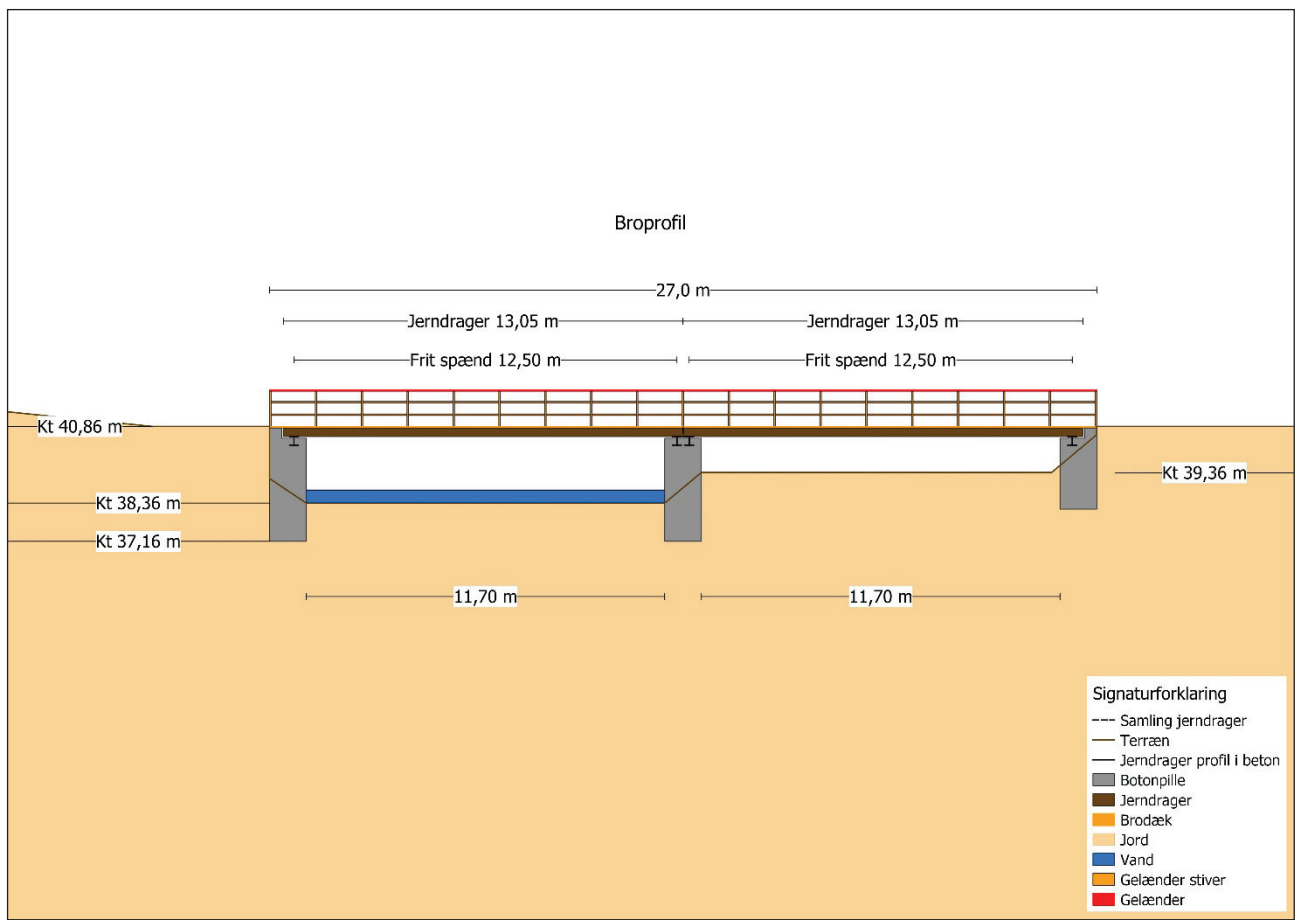 Broprofil
27,0 m
Jerndrager 13,05 m
Jerndrager 13,05 m
Frit spænd 12,50 m
Frit spænd 12,50 m
Kt 40,86 m
Kt 39,36 m
Kt 38,36 m
Kt 37,16 m
11,70 m
11,70 m
Signaturforklaring
Samling jerndrager
Terræn
Jerndrager profil i beton
Botonpille
Jerndrager
Brodæk
Jord
Vand
Gelænder stiver
Gelænder